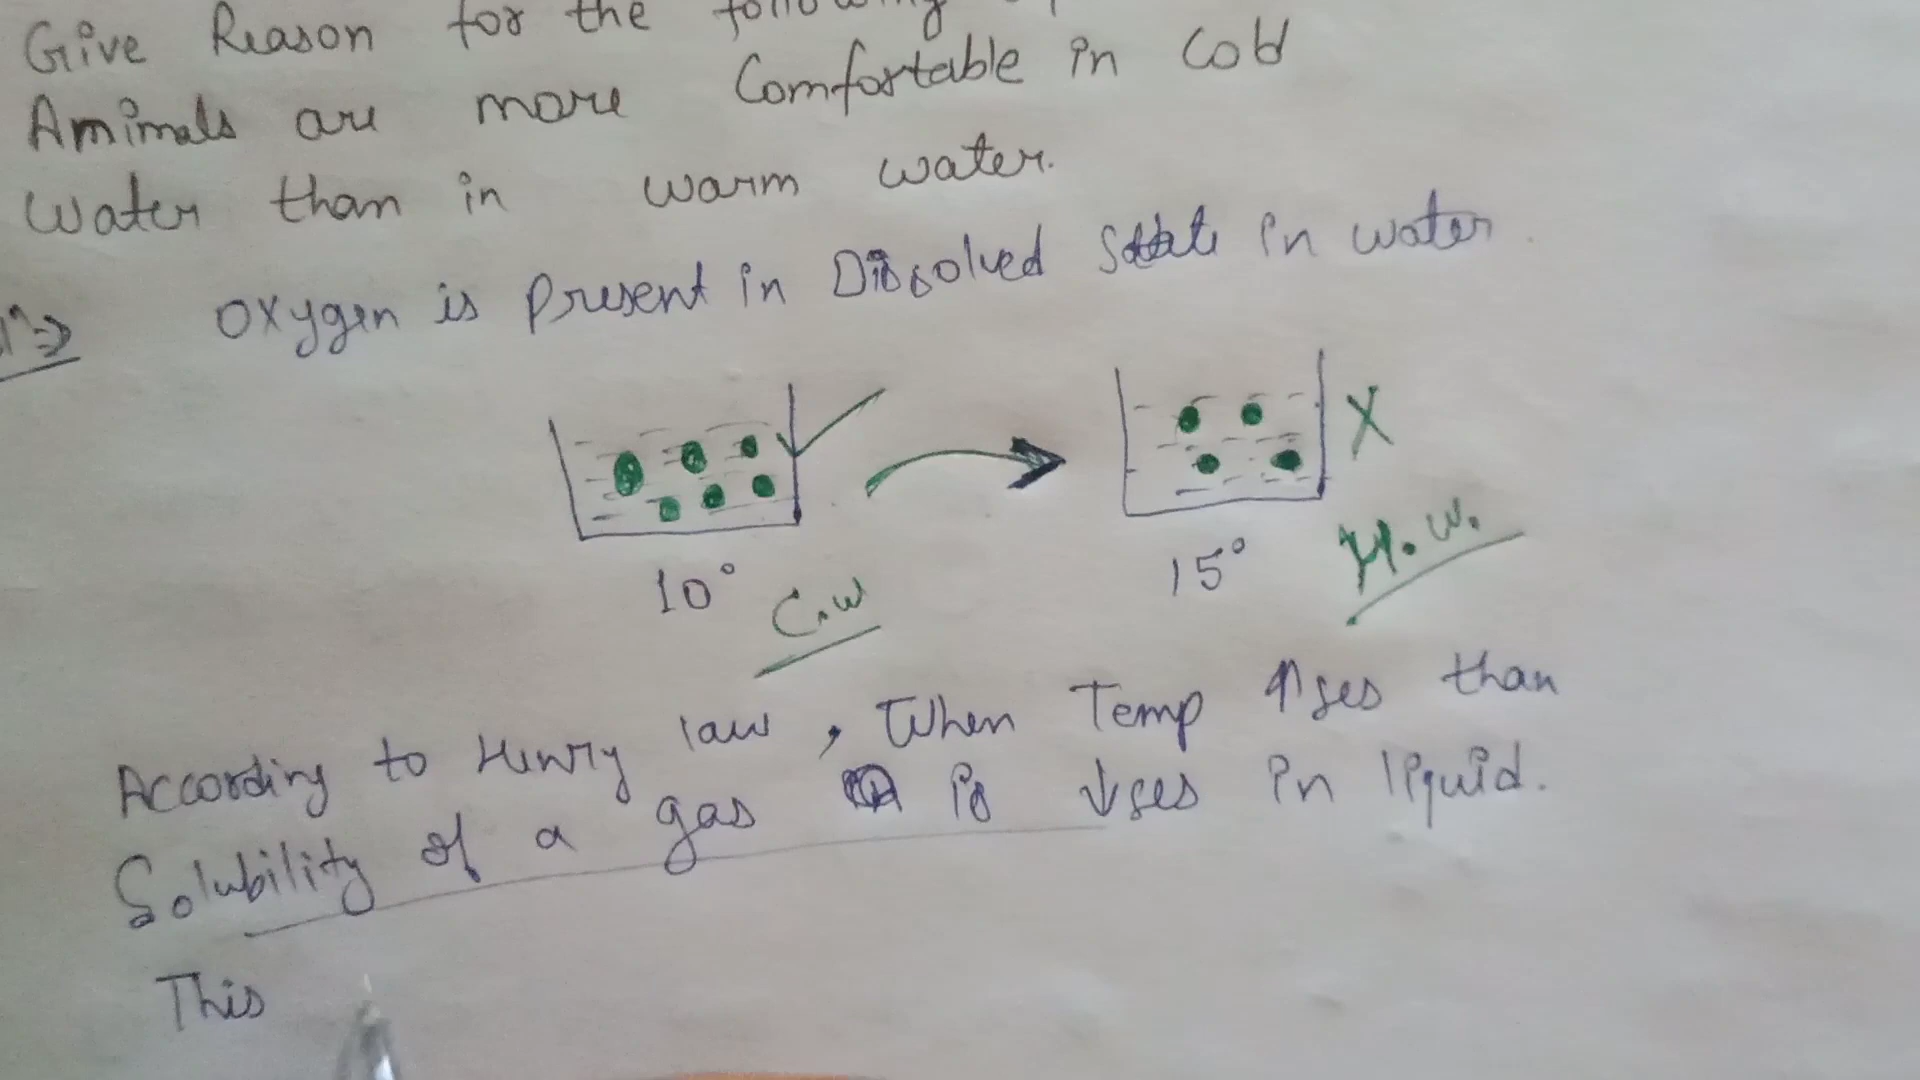 Give Reason for the following
Animals are more Comfortable in Cold
Water than in warm water.
Oxygen is Present in Dissolved State in water.
10° C.W
15° H.W.
X
According to Henry law, When Temp ↑ses than
Solubility of a gas is ↓ses in liquid.
This